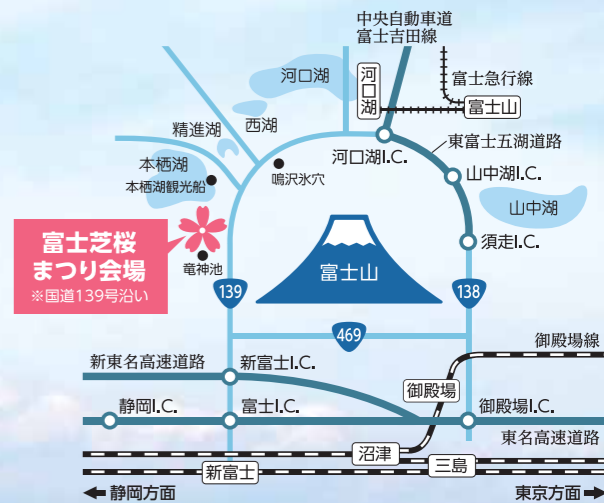 中央自動車道
富士吉田線
河口湖
河口湖
富士急行線
富士山
西湖
精進湖
東富士五湖道路
河口湖I.C.
本栖湖
本栖湖観光船
鳴沢氷穴
山中湖I.C.
山中湖
富士芝桜
まつり会場
※国道139号沿い
竜神池
富士山
須走I.C.
139
138
469
新東名高速道路
新富士I.C.
御殿場線
御殿場
静岡I.C.
富士I.C.
御殿場I.C.
東名高速道路
沼津
三島
新富士
静岡方面
東京方面